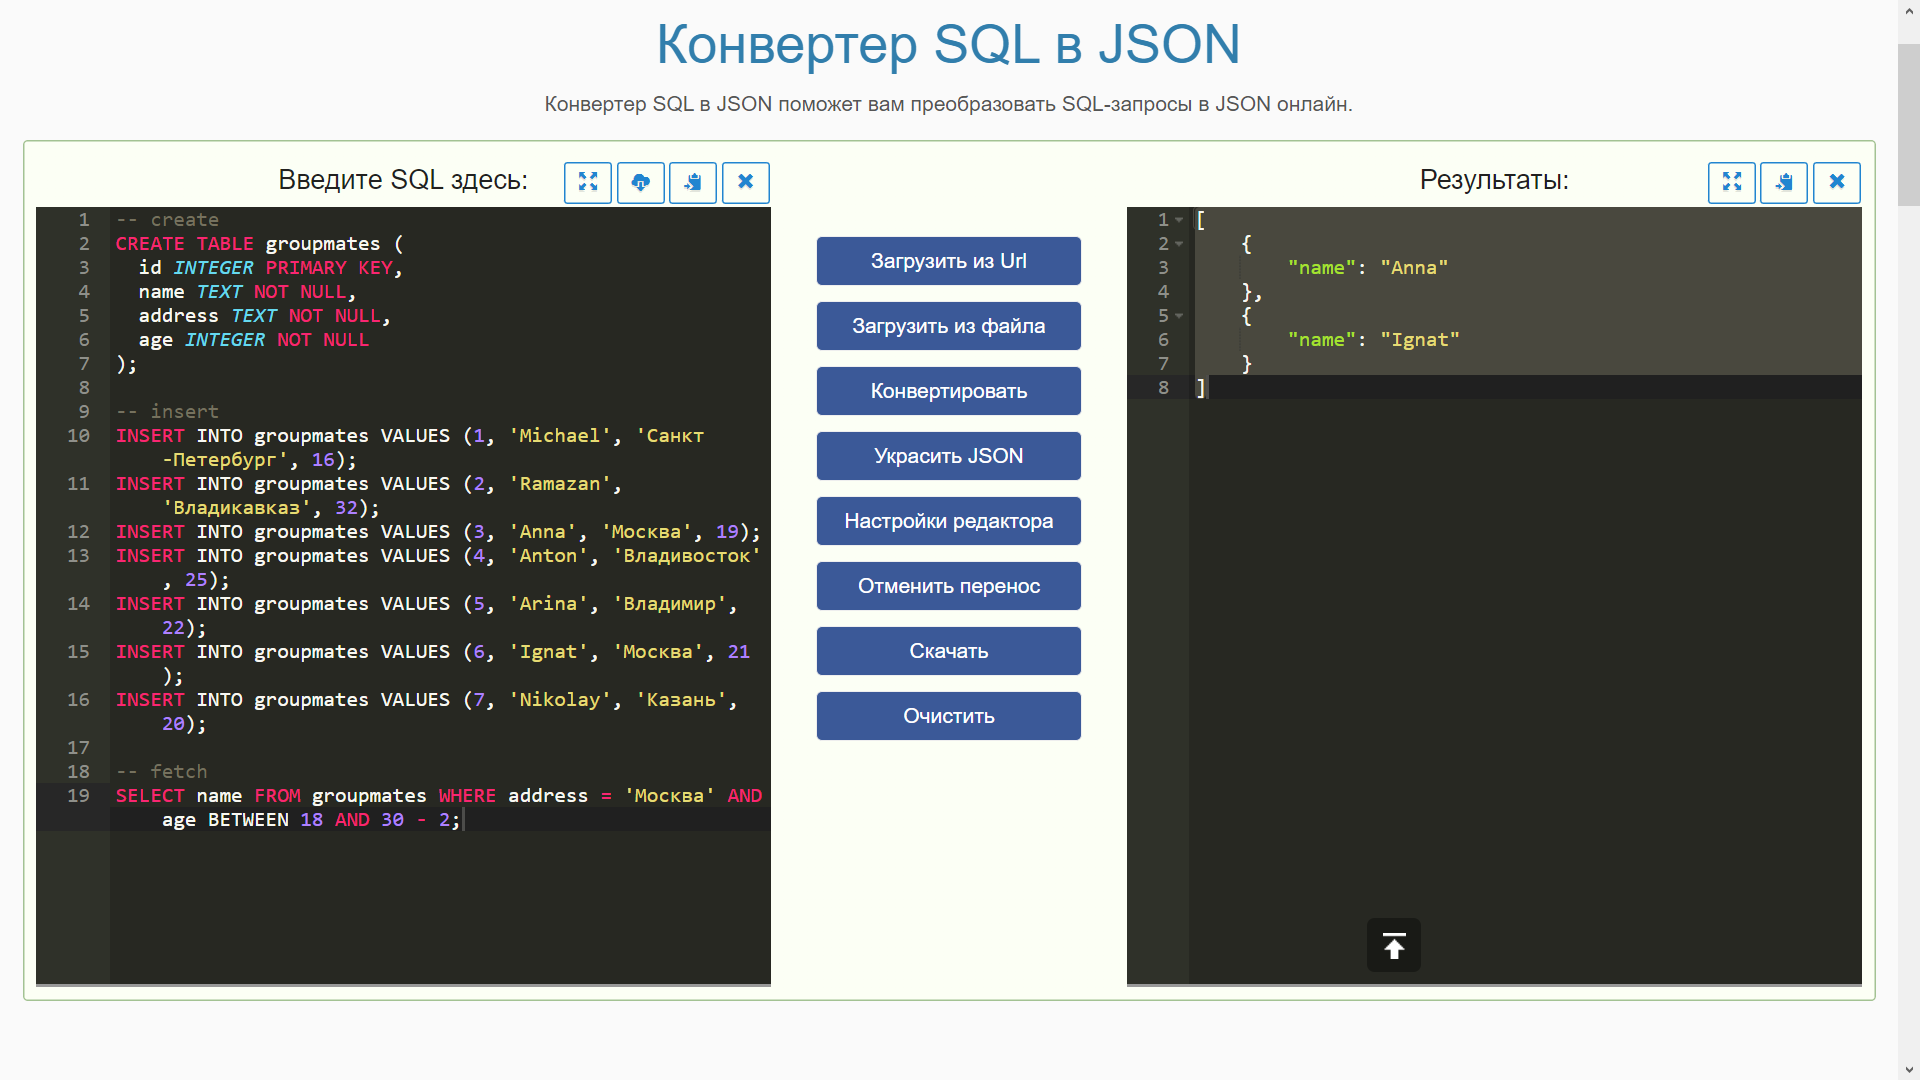 Конвертер SQL в JSON
Конвертер SQL в JSON поможет вам преобразовать SQL-запросы в JSON онлайн.
Введите SQL здесь:
1 -- create
2 CREATE TABLE groupmates (
3 id INTEGER PRIMARY KEY,
4 name TEXT NOT NULL,
5 address TEXT NOT NULL,
6 age INTEGER NOT NULL
7 );
8
9 -- insert
10 INSERT INTO groupmates VALUES (1, 'Michael', 'Санкт
-Петербург', 16);
11 INSERT INTO groupmates VALUES (2, 'Ramazan',
'Владикавказ', 32);
12 INSERT INTO groupmates VALUES (3, 'Anna', 'Москва', 19);
13 INSERT INTO groupmates VALUES (4, 'Anton', 'Владивосток'
, 25);
14 INSERT INTO groupmates VALUES (5, 'Arina', 'Владимир',
22);
15 INSERT INTO groupmates VALUES (6, 'Ignat', 'Москва', 21
);
16 INSERT INTO groupmates VALUES (7, 'Nikolay', 'Казань',
20);
17
18 -- fetch
19 SELECT name FROM groupmates WHERE address = 'Москва' AND
age BETWEEN 18 AND 30 - 2;
Загрузить из Url
Загрузить из файла
Конвертировать
Украсить JSON
Настройки редактора
Отменить перенос
Скачать
Очистить
Результаты:
1 [
2 {
3 "name": "Anna"
4 },
5 {
6 "name": "Ignat"
7 }
8 ]